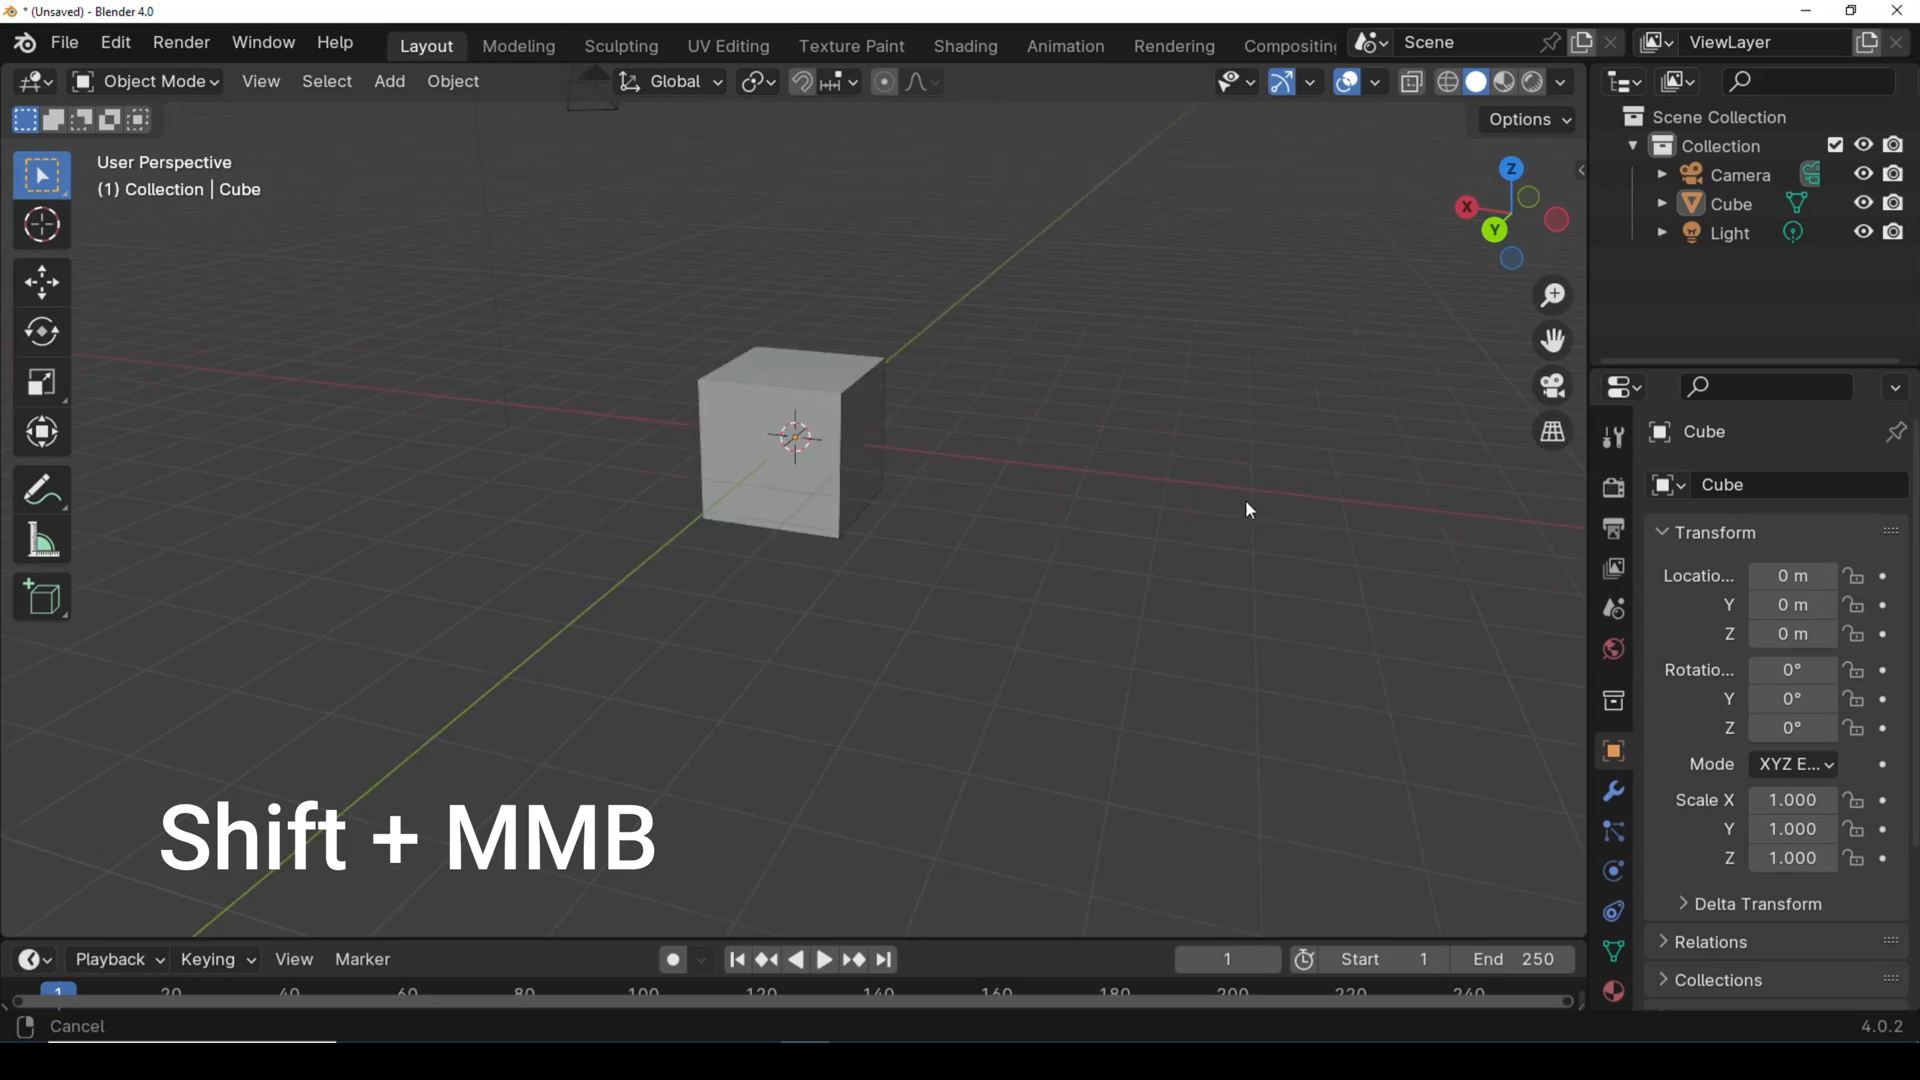 * (Unsaved) - Blender 4.0
File Edit Render Window Help Layout Modeling Sculpting UV Editing Texture Paint Shading Animation Rendering Compositing Scene ViewLayer
Object Mode View Select Add Object Global
Options
User Perspective
(1) Collection | Cube
Z
X
Y
Scene Collection
Collection
Camera
Cube
Light
Cube
Cube
Transform
Locatio... 0 m
Y 0 m
Z 0 m
Rotatio... 0°
Y 0°
Z 0°
Mode XYZ E...
Scale X 1.000
Y 1.000
Z 1.000
Delta Transform
Relations
Collections
Shift + MMB
Playback Keying View Marker 1 Start 1 End 250
1 20 40 60 80 100 120 140 160 180 200 220 240
Cancel 4.0.2